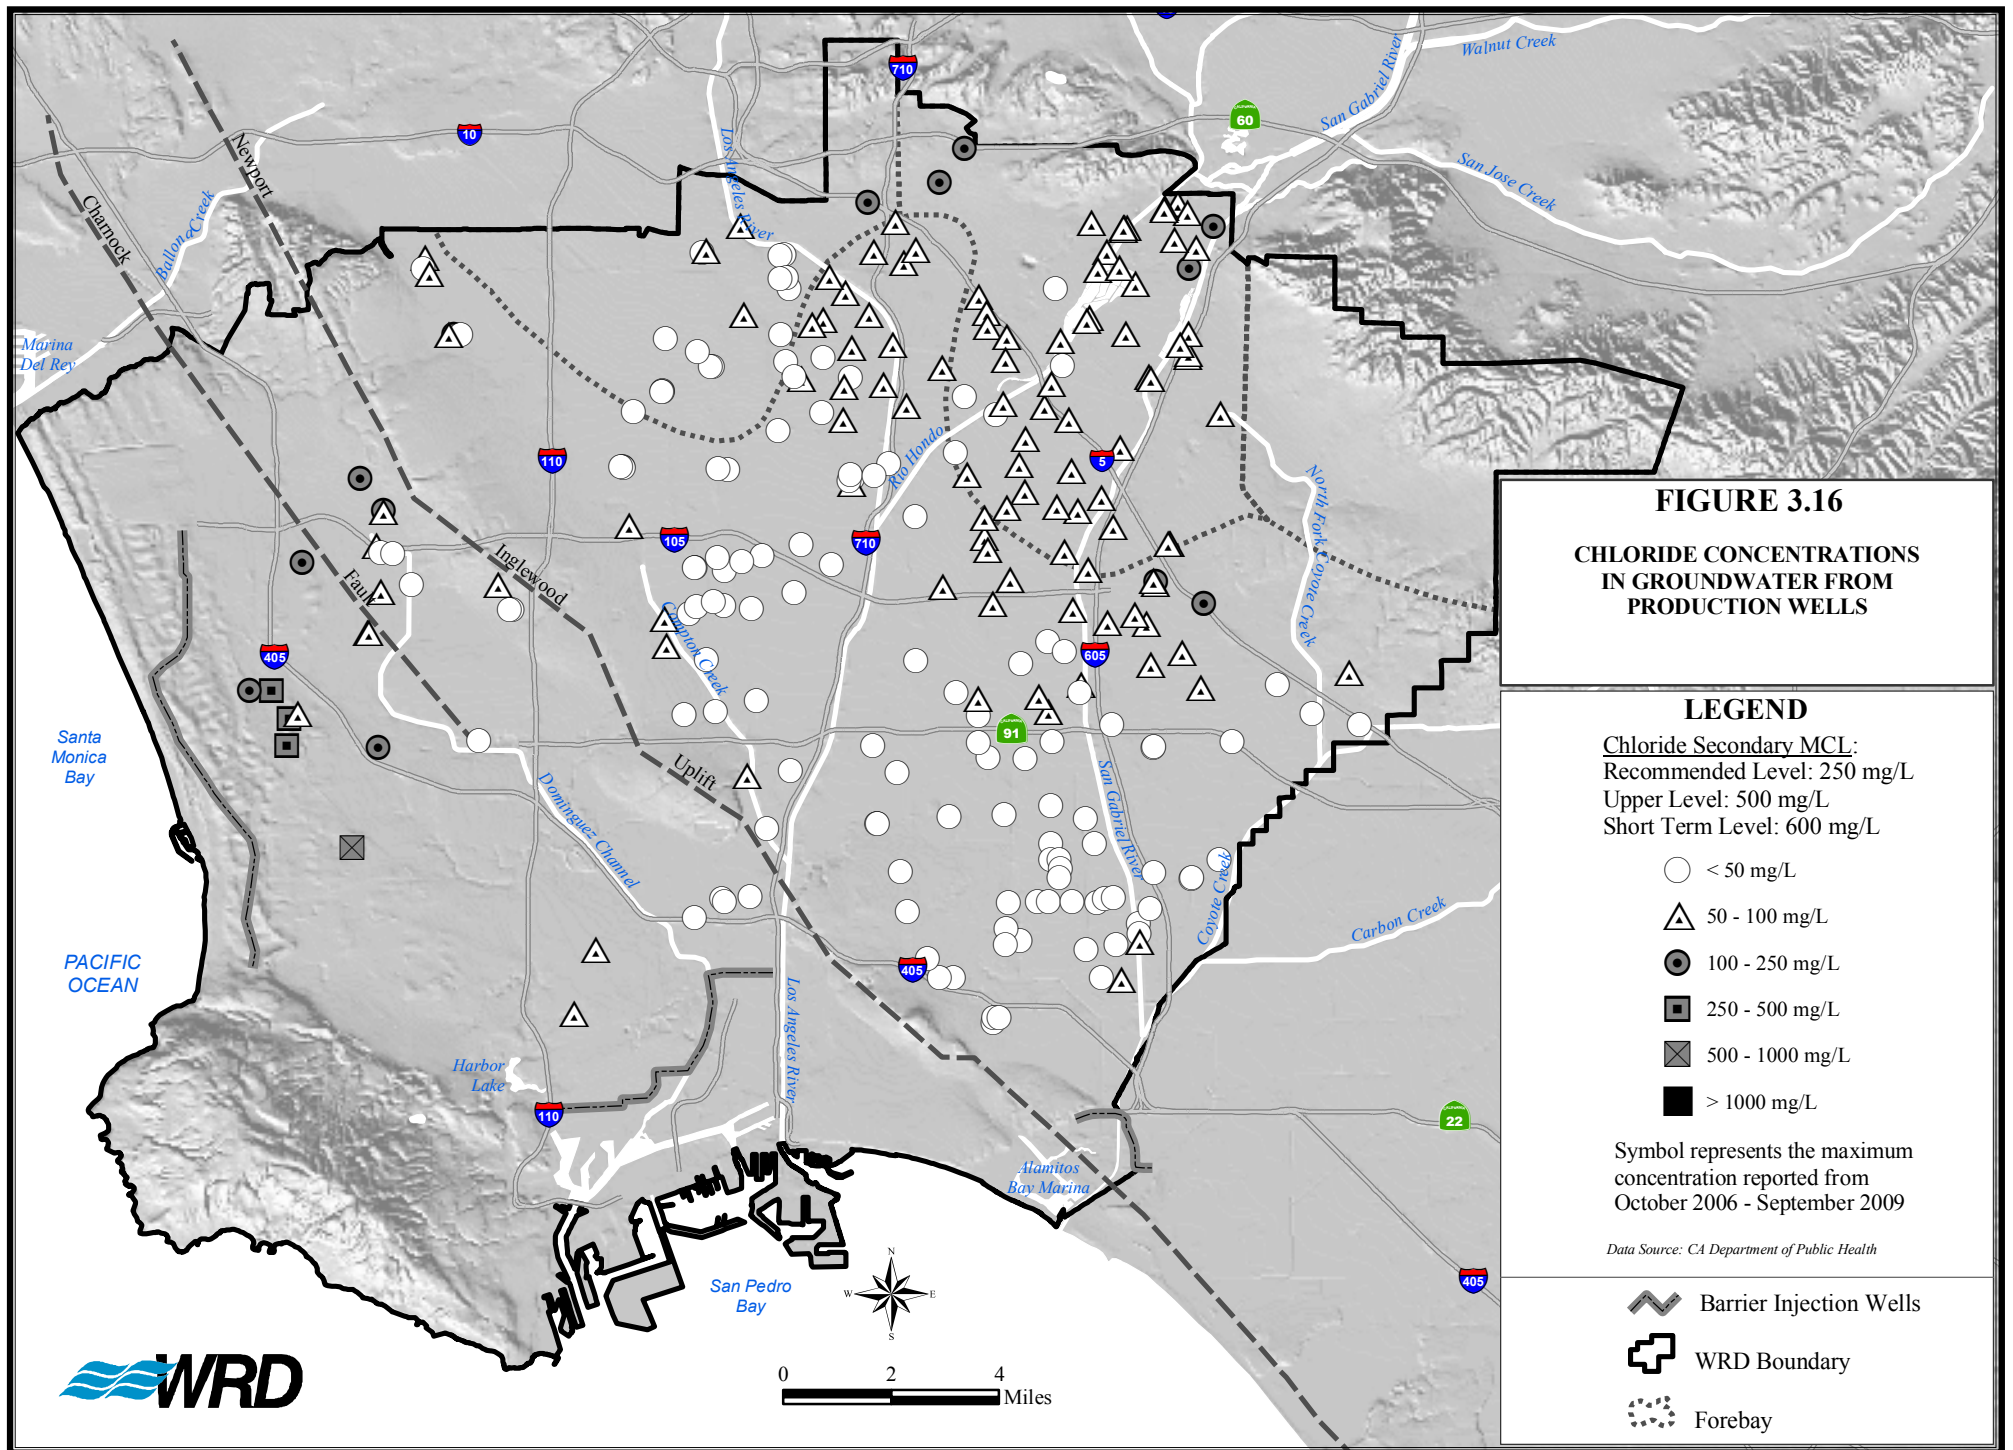 FIGURE 3.16
CHLORIDE CONCENTRATIONS
IN GROUNDWATER FROM
PRODUCTION WELLS
LEGEND
Chloride Secondary MCL:
Recommended Level: 250 mg/L
Upper Level: 500 mg/L
Short Term Level: 600 mg/L
< 50 mg/L
50 - 100 mg/L
100 - 250 mg/L
250 - 500 mg/L
500 - 1000 mg/L
> 1000 mg/L
Symbol represents the maximum
concentration reported from
October 2006 - September 2009
Data Source: CA Department of Public Health
Barrier Injection Wells
WRD Boundary
Forebay
Walnut Creek
San Gabriel River
San Jose Creek
710
60
10
Los Angeles River
Newport
Charnock
Ballona Creek
Marina
Del Rey
110
Rio Hondo
5
North Fork Coyote Creek
105
710
Inglewood
Fault
Compton Creek
405
605
91
Santa
Monica
Bay
Uplift
San Gabriel River
Dominguez Channel
Coyote Creek
Carbon Creek
PACIFIC
OCEAN
405
Los Angeles River
Harbor
Lake
110
22
Alamitos
Bay Marina
405
San Pedro
Bay
N
W
E
S
0
2
4
Miles
WRD